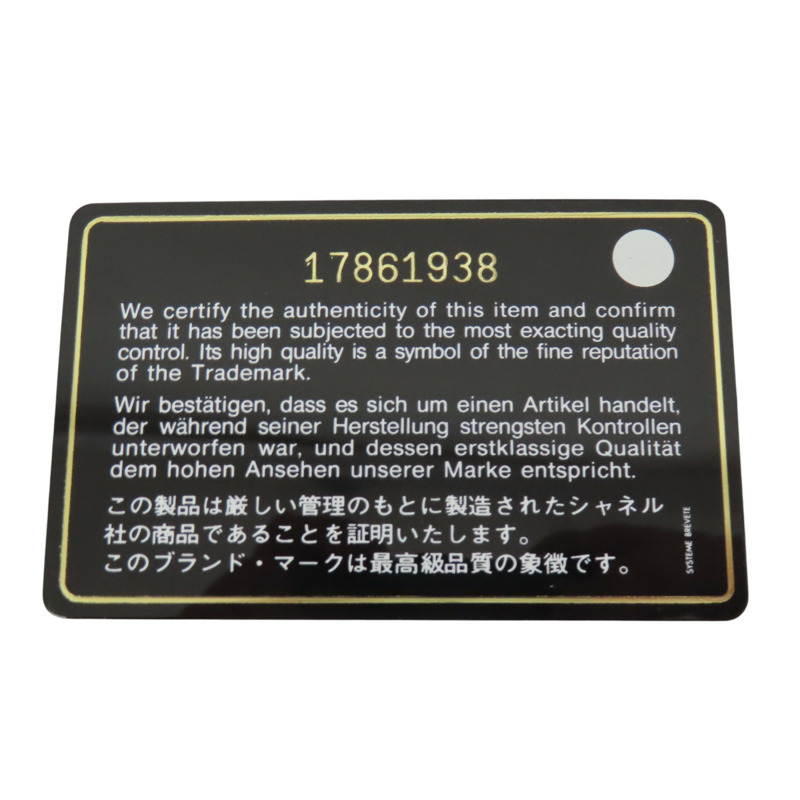 17861938
We certify the authenticity of this item and confirm
that it has been subjected to the most exacting quality
control. Its high quality is a symbol of the fine reputation
of the Trademark.
Wir bestätigen, dass es sich um einen Artikel handelt,
der während seiner Herstellung strengsten Kontrollen
unterworfen war, und dessen erstklassige Qualität
dem hohen Ansehen unserer Marke entspricht.
この製品は厳しい管理のもとに製造されたシャネル
社の商品であることを証明いたします。
このブランド・マークは最高級品質の象徴です。
SYSTEME BREVETE